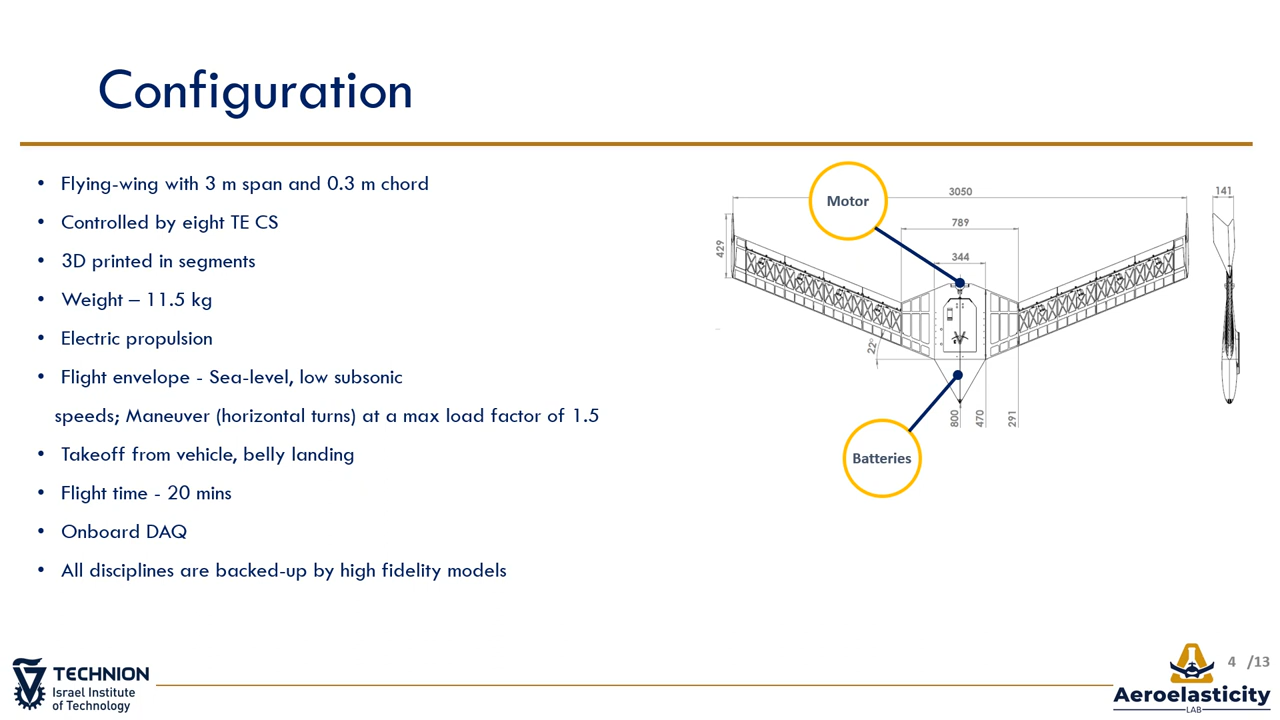 Configuration
• Flying-wing with 3 m span and 0.3 m chord
• Controlled by eight TE CS
• 3D printed in segments
• Weight – 11.5 kg
• Electric propulsion
• Flight envelope - Sea-level, low subsonic
speeds; Maneuver (horizontal turns) at a max load factor of 1.5
• Takeoff from vehicle, belly landing
• Flight time - 20 mins
• Onboard DAQ
• All disciplines are backed-up by high fidelity models
Motor
3050
141
789
429
344
22°
800
470
291
Batteries
TECHNION
Israel Institute
of Technology
4 /13
Aeroelasticity
LAB